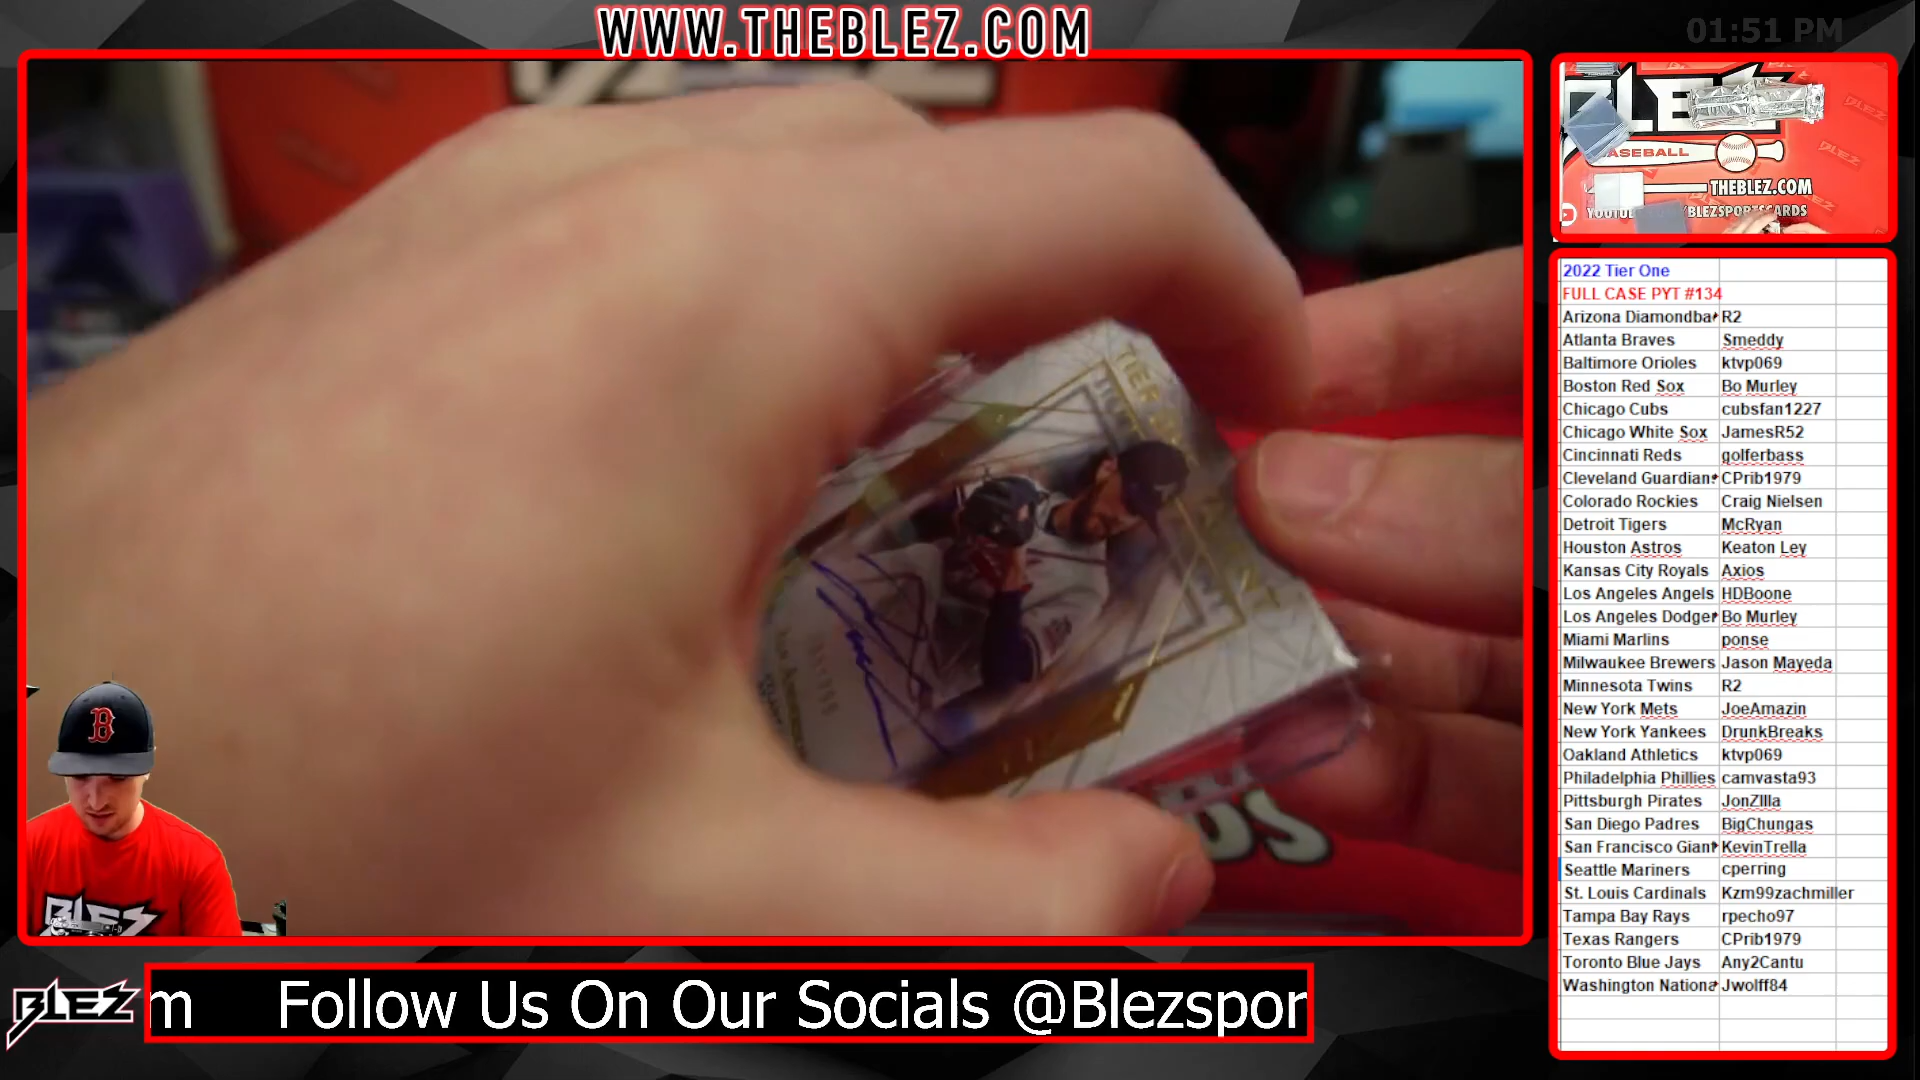 WWW.THEBLEZ.COM
01:51 PM
BLEZ
BASEBALL
THEBLEZ.COM
2022 Tier One
FULL CASE PYT #134
Arizona Diamondba R2
Atlanta Braves Smeddy
Baltimore Orioles ktvp069
Boston Red Sox Bo Murley
Chicago Cubs cubsfan1227
Chicago White Sox JamesR52
Cincinnati Reds golferbass
Cleveland Guardian CPrib1979
Colorado Rockies Craig Nielsen
Detroit Tigers McRyan
Houston Astros Keaton Ley
Kansas City Royals Axios
Los Angeles Angels HDBoone
Los Angeles Dodger Bo Murley
Miami Marlins ponse
Milwaukee Brewers Jason Mayeda
Minnesota Twins R2
New York Mets JoeAmazin
New York Yankees DrunkBreaks
Oakland Athletics ktvp069
Philadelphia Phillies camvasta93
Pittsburgh Pirates JonZIlla
San Diego Padres BigChungas
San Francisco Giant KevinTrella
Seattle Mariners cperring
St. Louis Cardinals Kzm99zachmiller
Tampa Bay Rays rpecho97
Texas Rangers CPrib1979
Toronto Blue Jays Any2Cantu
Washington Nationa Jwolff84
B
BLEZ
BLEZ
m Follow Us On Our Socials @Blezspor